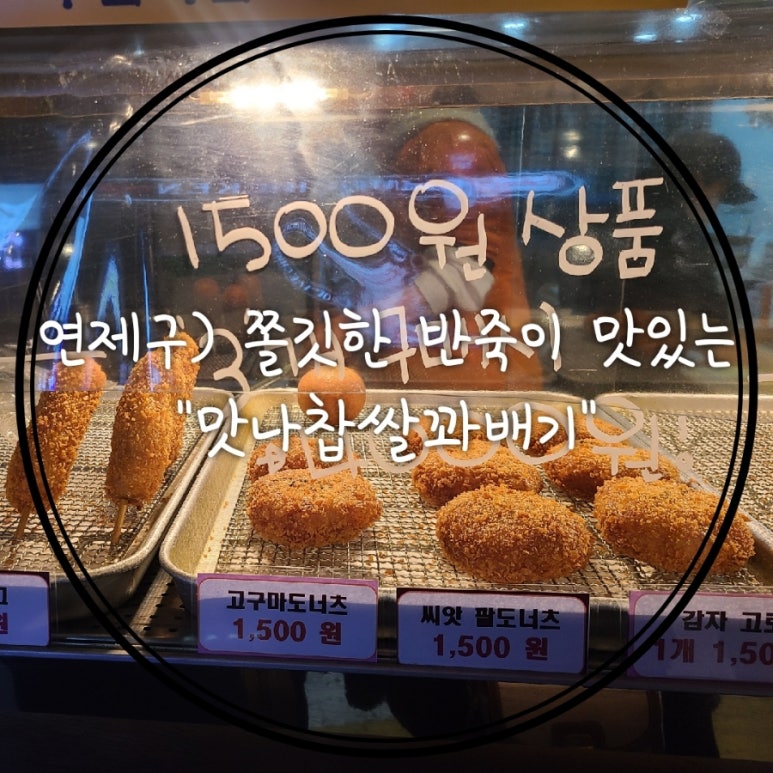 1500원 상품
연제구) 쫄깃한 반죽이 맛있는
"맛나찹쌀꽈배기"
고구마도너츠
1,500 원
씨앗 팥도너츠
1,500 원
감자 고로
1개 1,50